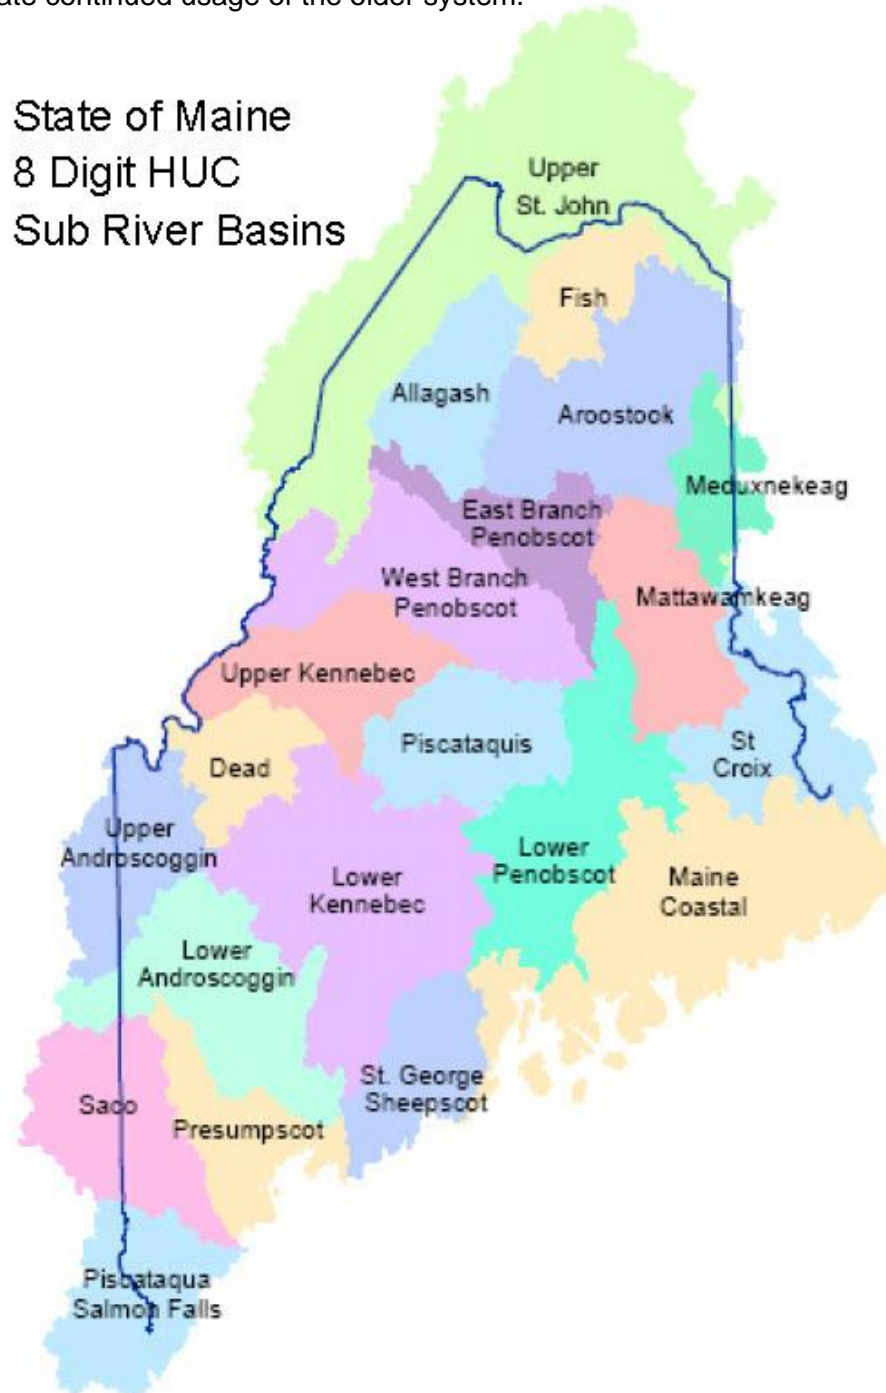 ate continued usage of the older system.
State of Maine
8 Digit HUC
Sub River Basins
Upper
St. John
Fish
Allagash
Aroostook
Meduxnekeag
East Branch
Penobscot
West Branch
Penobscot
Mattawamkeag
Upper Kennebec
Piscataquis
St
Croix
Dead
Upper
Androscoggin
Lower
Kennebec
Lower
Penobscot
Maine
Coastal
Lower
Androscoggin
St. George
Sheepscot
Saco
Presumpscot
Piscataqua
Salmon Falls